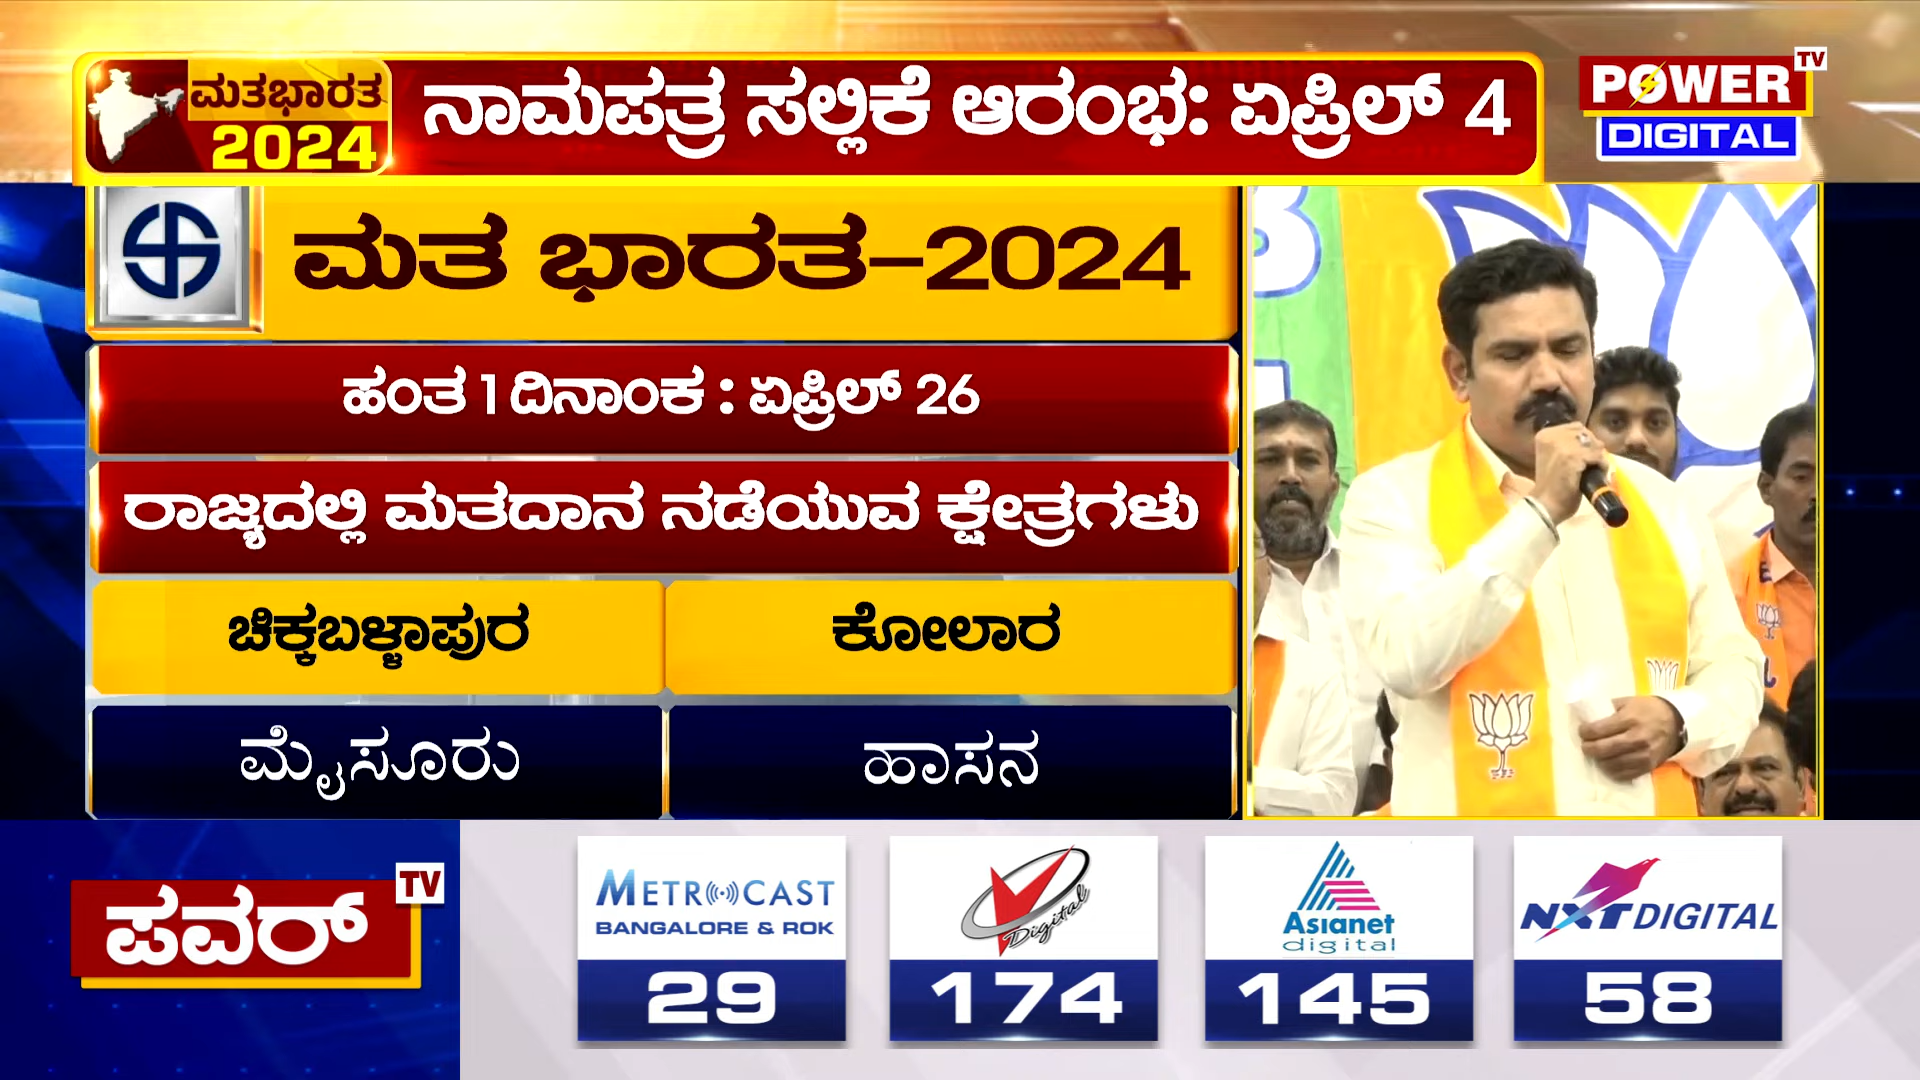 ಮತಭಾರತ
2024
ನಾಮಪತ್ರ ಸಲ್ಲಿಕೆ ಆರಂಭ: ಏಪ್ರಿಲ್ 4
POWER TV
DIGITAL
ಮತ ಭಾರತ-2024
ಹಂತ 1 ದಿನಾಂಕ : ಏಪ್ರಿಲ್ 26
ರಾಜ್ಯದಲ್ಲಿ ಮತದಾನ ನಡೆಯುವ ಕ್ಷೇತ್ರಗಳು
ಚಿಕ್ಕಬಳ್ಳಾಪುರ
ಕೋಲಾರ
ಮೈಸೂರು
ಹಾಸನ
ಪವರ್ TV
METROCAST
BANGALORE & ROK
29
Digital
174
Asianet
digital
145
NXTDIGITAL
58